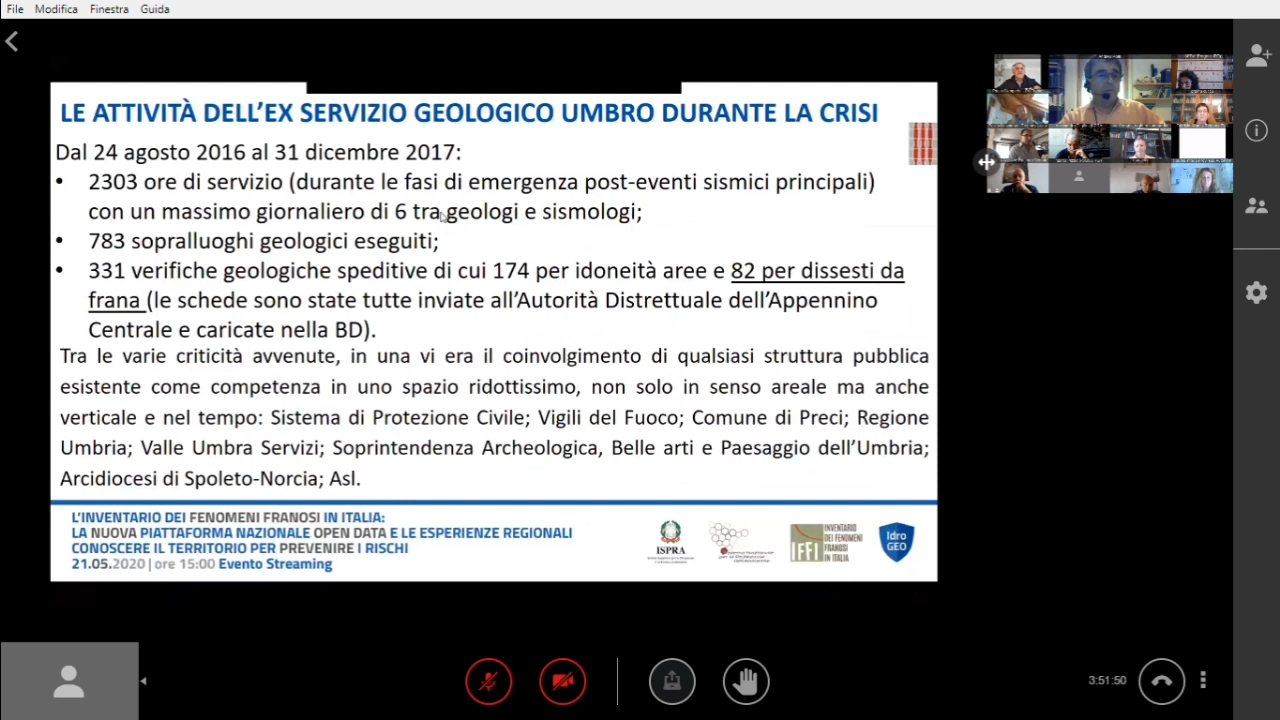 File Modifica Finestra Guida
LE ATTIVITÀ DELL’EX SERVIZIO GEOLOGICO UMBRO DURANTE LA CRISI
Dal 24 agosto 2016 al 31 dicembre 2017:
• 2303 ore di servizio (durante le fasi di emergenza post-eventi sismici principali)
con un massimo giornaliero di 6 tra geologi e sismologi;
• 783 sopralluoghi geologici eseguiti;
• 331 verifiche geologiche speditive di cui 174 per idoneità aree e 82 per dissesti da
frana (le schede sono state tutte inviate all’Autorità Distrettuale dell’Appennino
Centrale e caricate nella BD).
Tra le varie criticità avvenute, in una vi era il coinvolgimento di qualsiasi struttura pubblica
esistente come competenza in uno spazio ridottissimo, non solo in senso areale ma anche
verticale e nel tempo: Sistema di Protezione Civile; Vigili del Fuoco; Comune di Preci; Regione
Umbria; Valle Umbra Servizi; Soprintendenza Archeologica, Belle arti e Paesaggio dell’Umbria;
Arcidiocesi di Spoleto-Norcia; Asl.
L’INVENTARIO DEI FENOMENI FRANOSI IN ITALIA:
LA NUOVA PIATTAFORMA NAZIONALE OPEN DATA E LE ESPERIENZE REGIONALI
CONOSCERE IL TERRITORIO PER PREVENIRE I RISCHI
21.05.2020 | ore 15:00 Evento Streaming
ISPRA
IFFI
INVENTARIO
DEI FENOMENI
FRANOSI
IN ITALIA
Idro
GEO
3:51:50